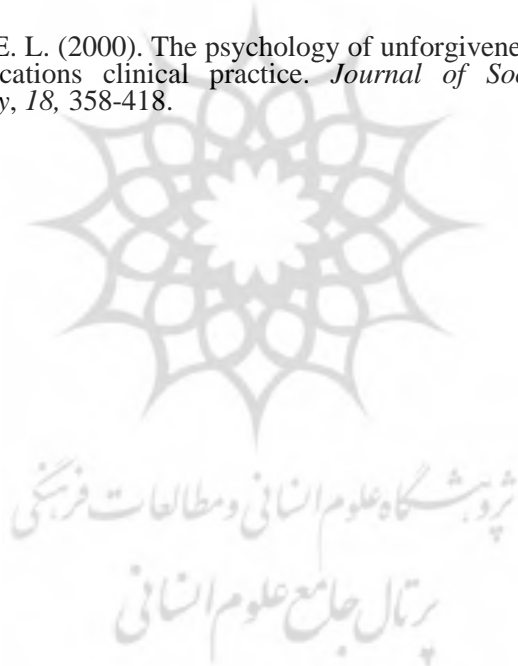 E. L. (2000). The psychology of unforgivene
cations clinical practice. Journal of Soc
y, 18, 358-418.
پژوهشگاه علوم انسانی و مطالعات فرهنگی
پرتال جامع علوم انسانی